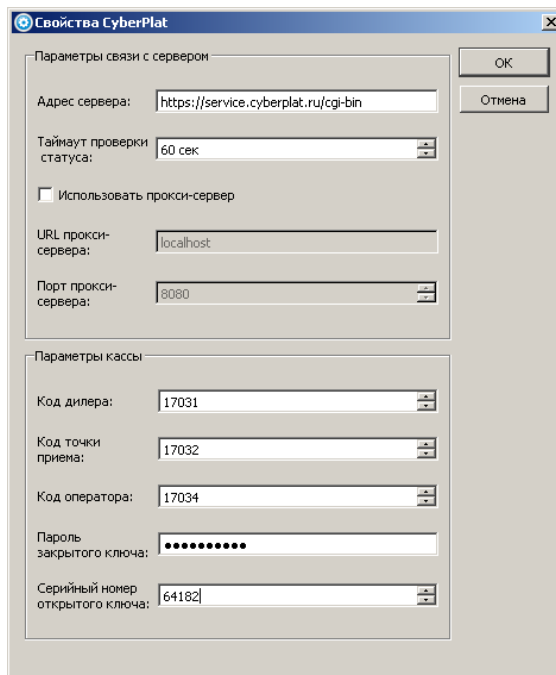 Свойства CyberPlat
Параметры связи с сервером
OK
Отмена
Адрес сервера: https://service.cyberplat.ru/cgi-bin
Таймаут проверки
статуса: 60 сек
Использовать прокси-сервер
URL прокси-
сервера: localhost
Порт прокси-
сервера: 8080
Параметры кассы
Код дилера: 17031
Код точки
приема: 17032
Код оператора: 17034
Пароль
закрытого ключа: ●●●●●●●●●●
Серийный номер
открытого ключа: 64182